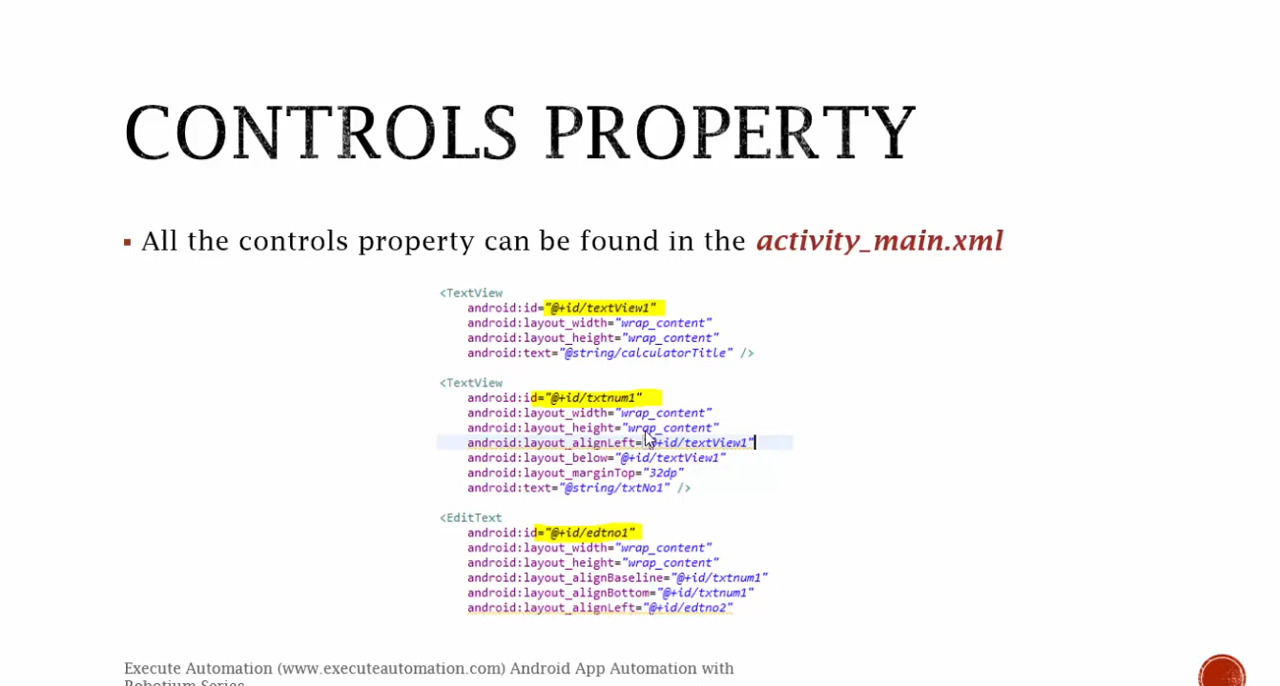 CONTROLS PROPERTY
▪ All the controls property can be found in the activity_main.xml
<TextView
android:id="@+id/textView1"
android:layout_width="wrap_content"
android:layout_height="wrap_content"
android:text="@string/calculatorTitle" />
<TextView
android:id="@+id/txtnum1"
android:layout_width="wrap_content"
android:layout_height="wrap_content"
android:layout_alignLeft="@+id/textView1"
android:layout_below="@+id/textView1"
android:layout_marginTop="32dp"
android:text="@string/txtNo1" />
<EditText
android:id="@+id/edtno1"
android:layout_width="wrap_content"
android:layout_height="wrap_content"
android:layout_alignBaseline="@+id/txtnum1"
android:layout_alignBottom="@+id/txtnum1"
android:layout_alignLeft="@+id/edtno2"
Execute Automation (www.executeautomation.com) Android App Automation with
Robotium Series